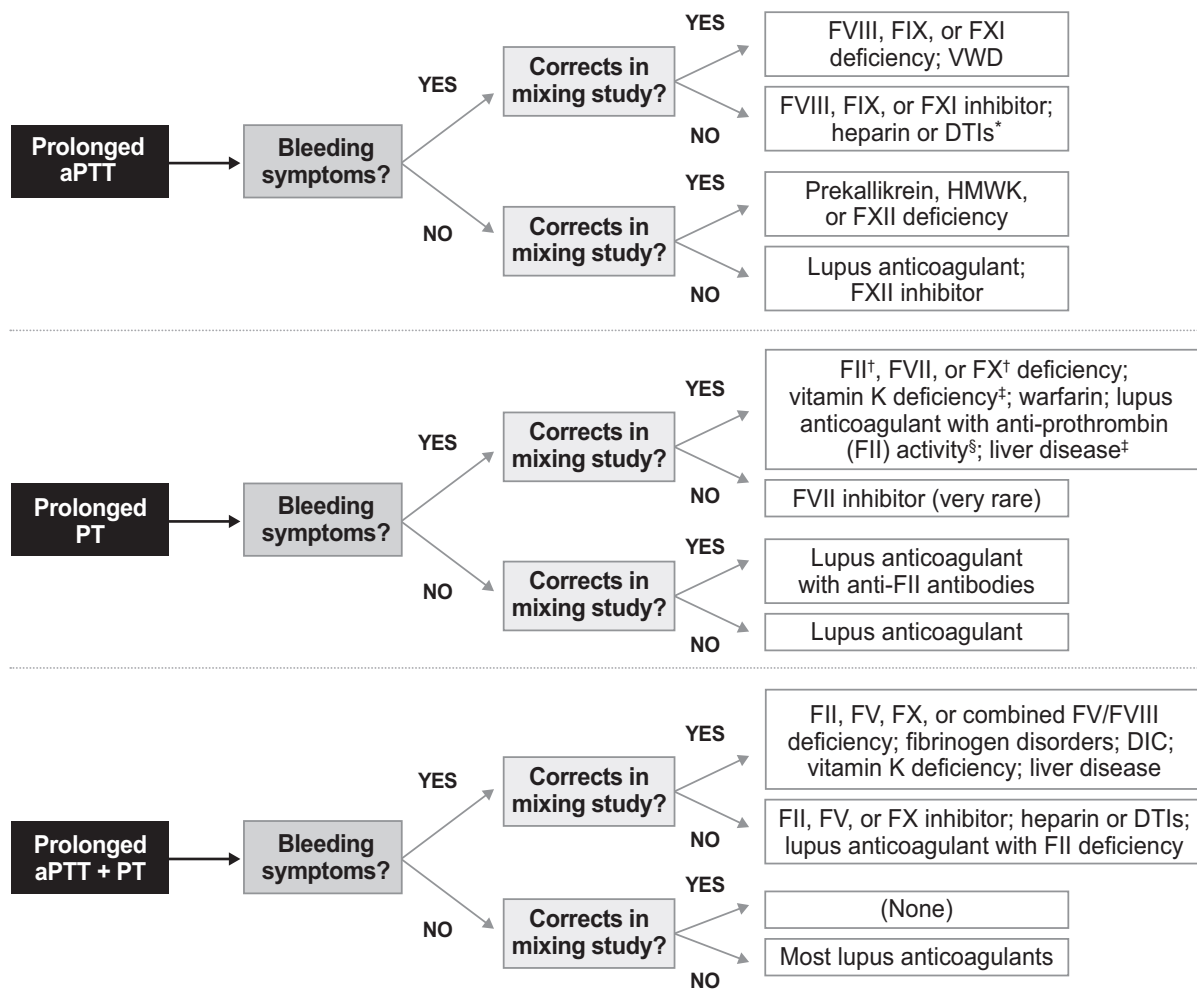 Prolonged
aPTT
Bleeding
symptoms?
YES
Corrects in
mixing study?
YES
FVIII, FIX, or FXI
deficiency; VWD
NO
FVIII, FIX, or FXI inhibitor;
heparin or DTIs*
NO
Corrects in
mixing study?
YES
Prekallikrein, HMWK,
or FXII deficiency
NO
Lupus anticoagulant;
FXII inhibitor
Prolonged
PT
Bleeding
symptoms?
YES
Corrects in
mixing study?
YES
FII†, FVII, or FX† deficiency;
vitamin K deficiency‡; warfarin; lupus
anticoagulant with anti-prothrombin
(FII) activity§; liver disease‡
NO
FVII inhibitor (very rare)
NO
Corrects in
mixing study?
YES
Lupus anticoagulant
with anti-FII antibodies
NO
Lupus anticoagulant
Prolonged
aPTT + PT
Bleeding
symptoms?
YES
Corrects in
mixing study?
YES
FII, FV, FX, or combined FV/FVIII
deficiency; fibrinogen disorders; DIC;
vitamin K deficiency; liver disease
NO
FII, FV, or FX inhibitor; heparin or DTIs;
lupus anticoagulant with FII deficiency
NO
Corrects in
mixing study?
YES
(None)
NO
Most lupus anticoagulants